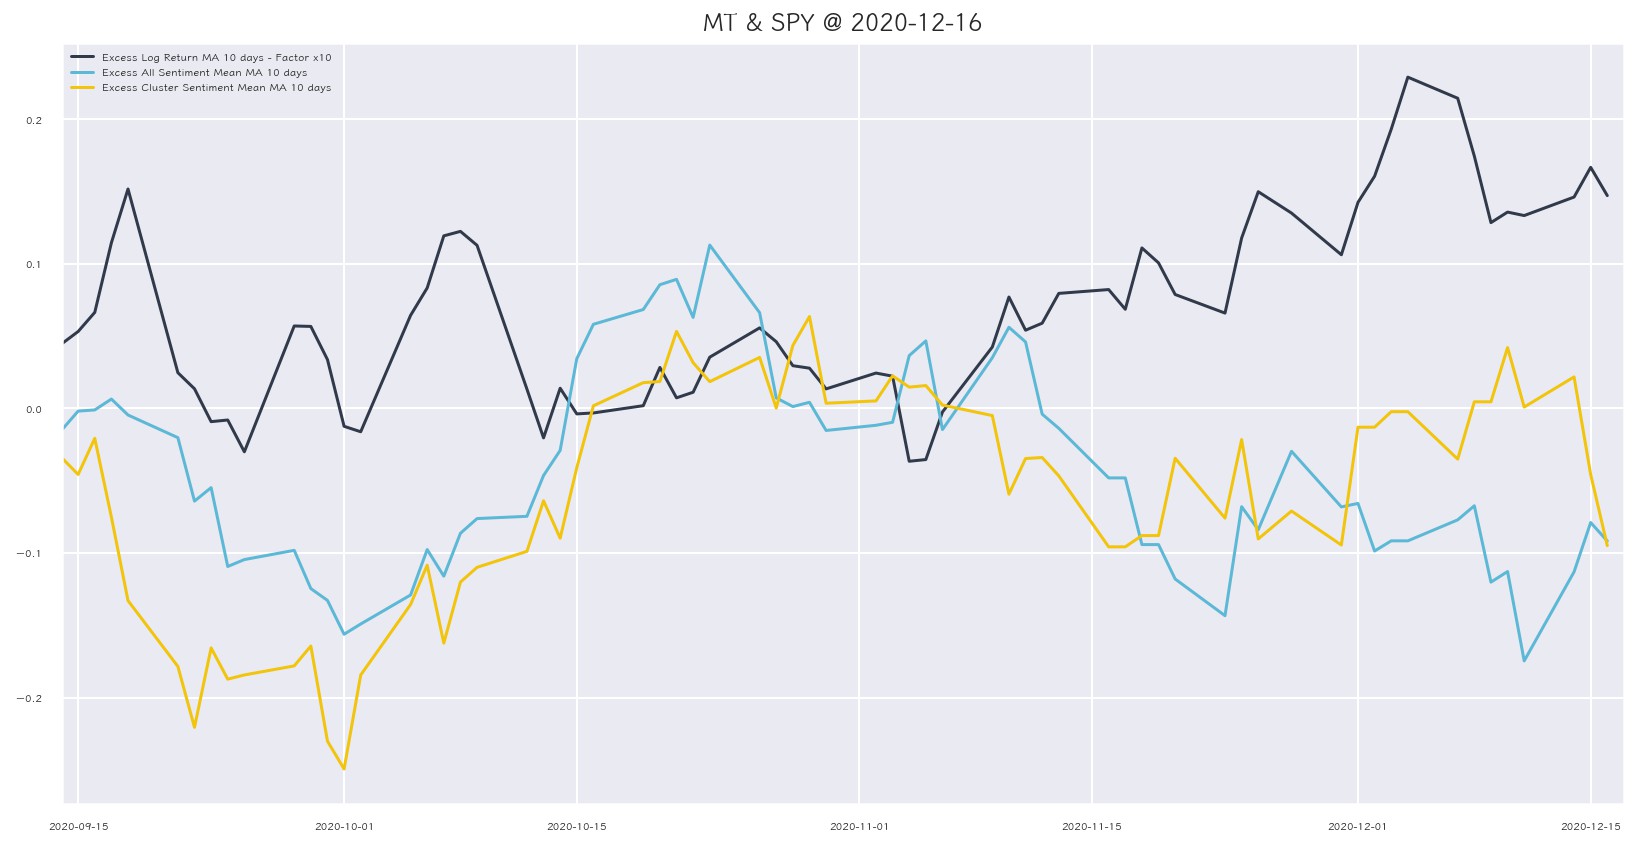 MT & SPY @ 2020-12-16
Excess Log Return MA 10 days - Factor x10
Excess All Sentiment Mean MA 10 days
Excess Cluster Sentiment Mean MA 10 days
0.2
0.1
0.0
−0.1
−0.2
2020-09-15 2020-10-01 2020-10-15 2020-11-01 2020-11-15 2020-12-01 2020-12-15